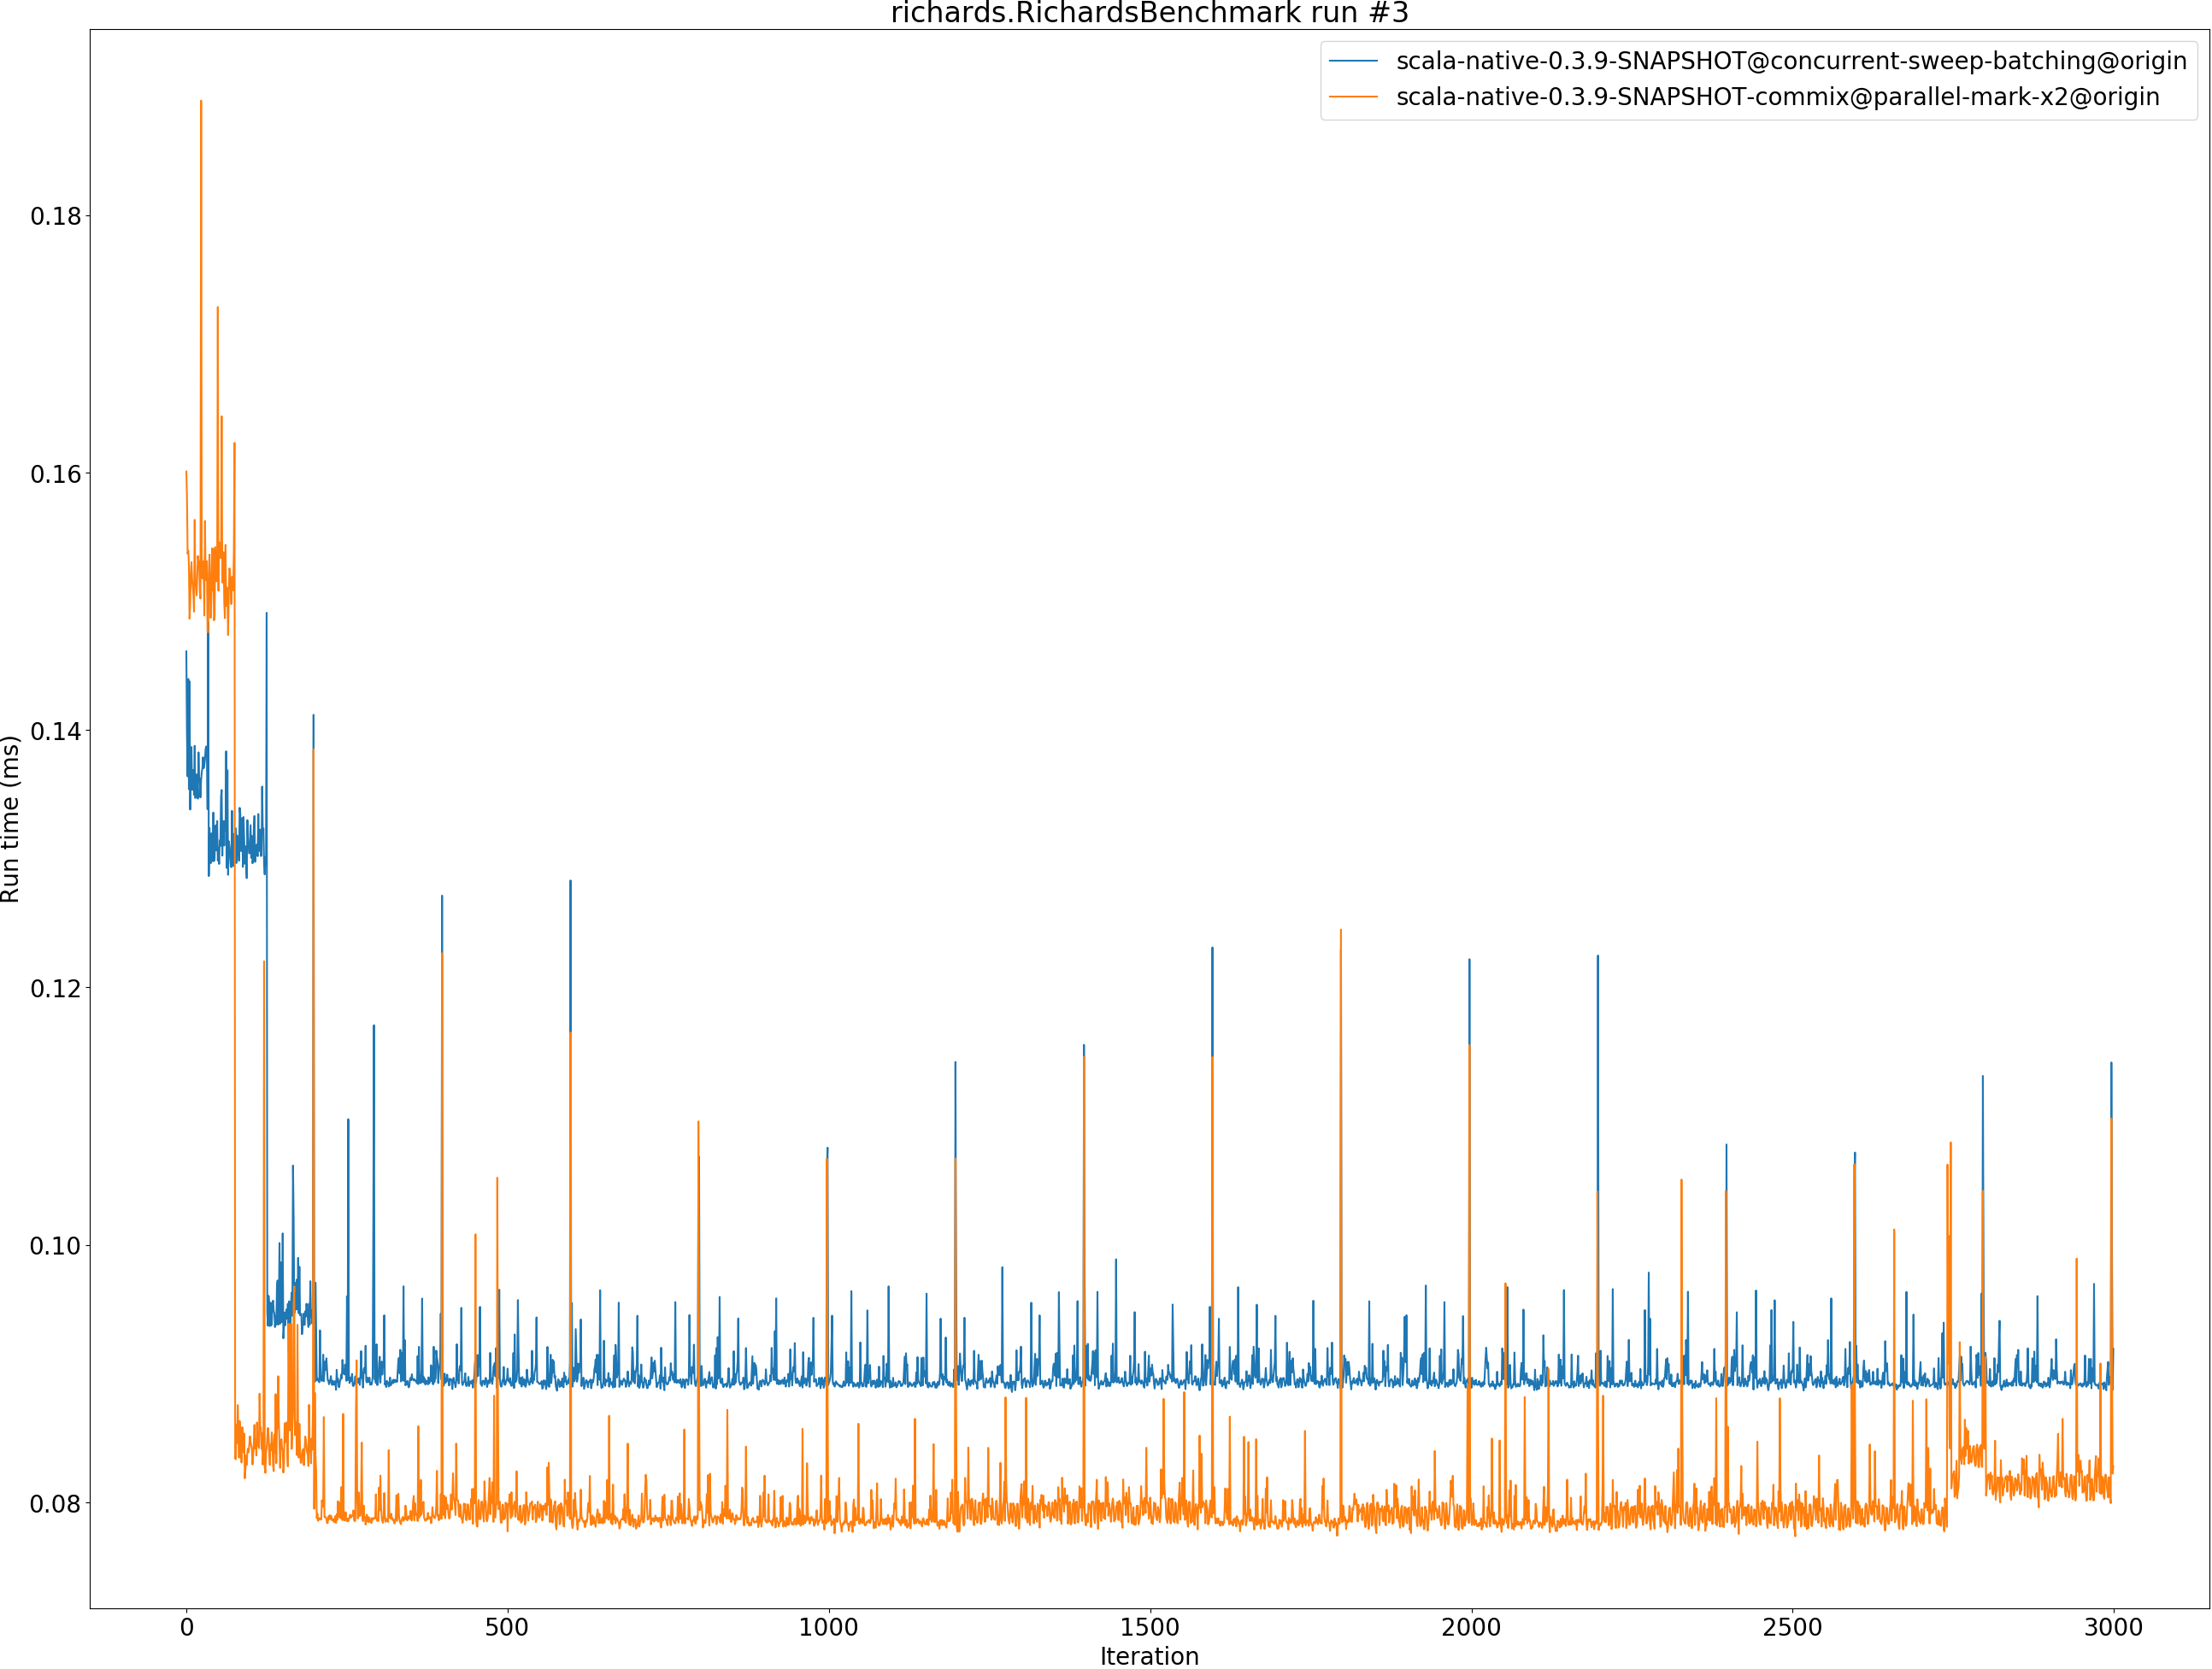 richards.RichardsBenchmark run #3
scala-native-0.3.9-SNAPSHOT@concurrent-sweep-batching@origin
scala-native-0.3.9-SNAPSHOT-commix@parallel-mark-x2@origin
Run time (ms)
0.18
0.16
0.14
0.12
0.10
0.08
0 500 1000 1500 2000 2500 3000
Iteration